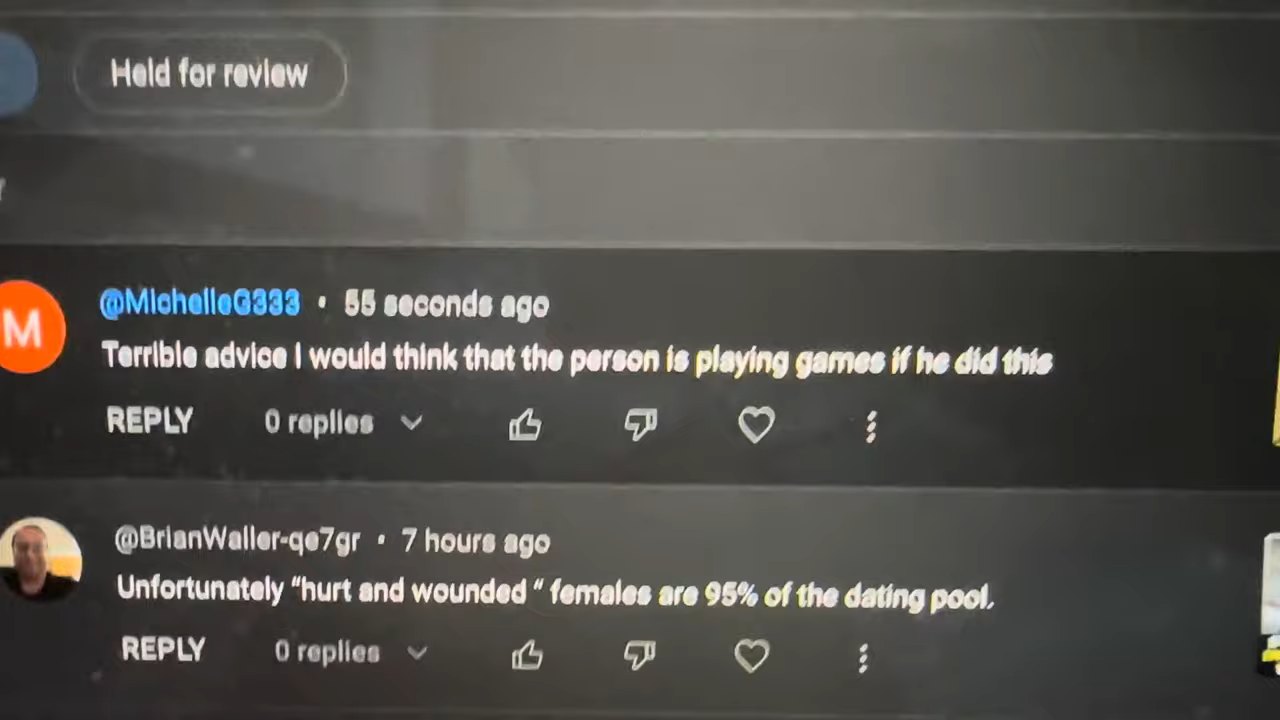 Held for review
M
@MichelleG333 • 55 seconds ago
Terrible advice I would think that the person is playing games if he did this
REPLY 0 replies
@BrianWaller-qe7gr • 7 hours ago
Unfortunately "hurt and wounded " females are 95% of the dating pool.
REPLY 0 replies